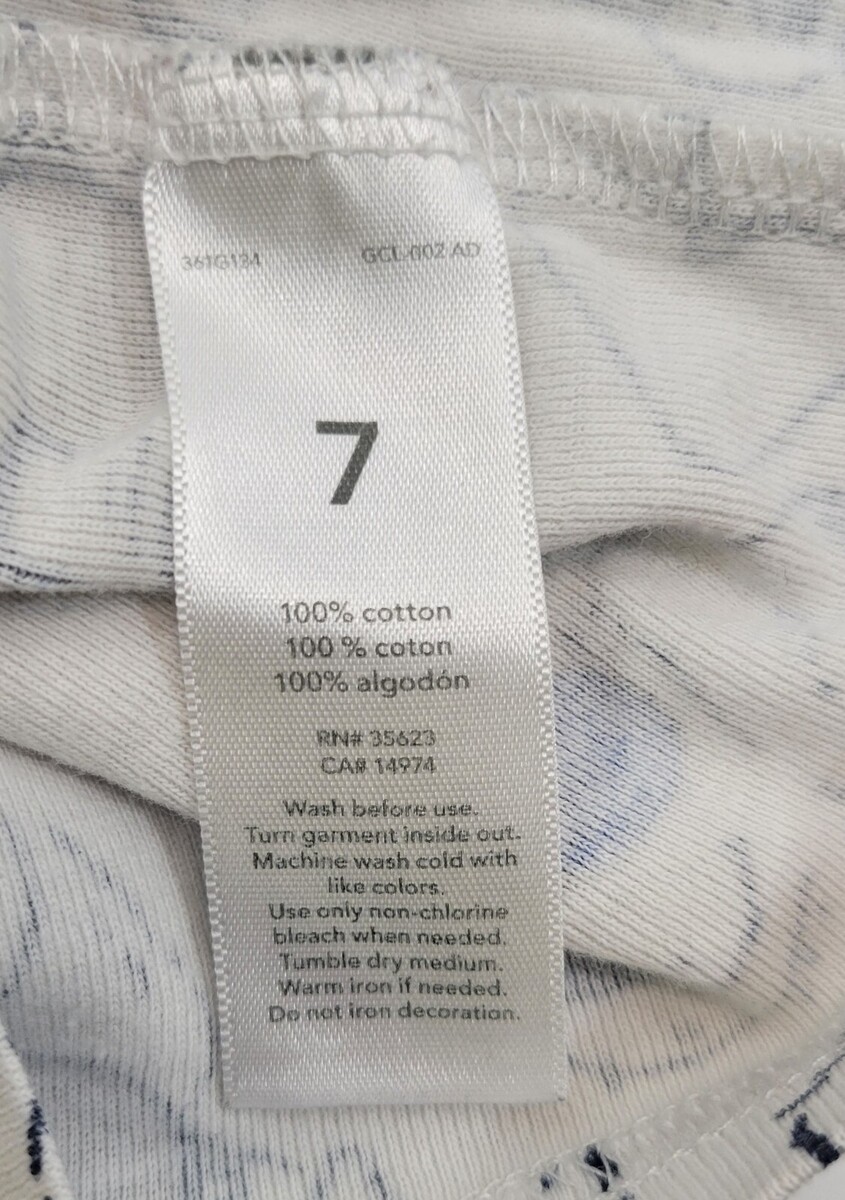 361G134 GCL-002 AD
7
100% cotton
100 % coton
100% algodón
RN# 35623
CA# 14974
Wash before use.
Turn garment inside out.
Machine wash cold with
like colors.
Use only non-chlorine
bleach when needed.
Tumble dry medium.
Warm iron if needed.
Do not iron decoration.